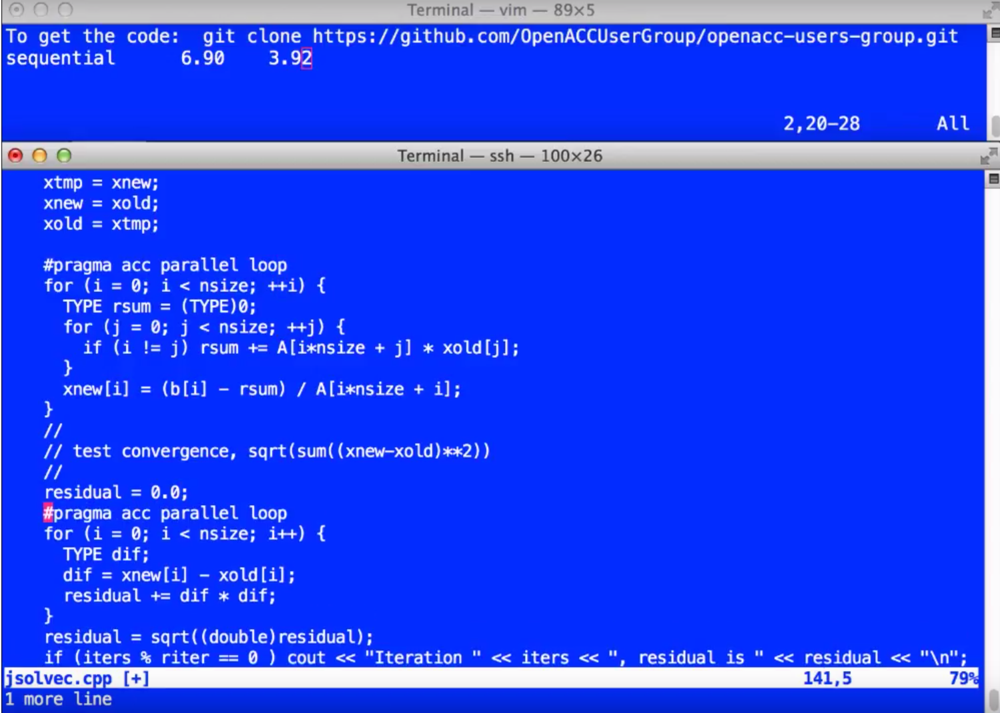 Terminal — vim — 89×5
To get the code:  git clone https://github.com/OpenACCUserGroup/openacc-users-group.git
sequential      6.90    3.92
2,20-28       All
Terminal — ssh — 100×26
    xtmp = xnew;
    xnew = xold;
    xold = xtmp;

    #pragma acc parallel loop
    for (i = 0; i < nsize; ++i) {
      TYPE rsum = (TYPE)0;
      for (j = 0; j < nsize; ++j) {
        if (i != j) rsum += A[i*nsize + j] * xold[j];
      }
      xnew[i] = (b[i] - rsum) / A[i*nsize + i];
    }
    //
    // test convergence, sqrt(sum((xnew-xold)**2))
    //
    residual = 0.0;
    #pragma acc parallel loop
    for (i = 0; i < nsize; i++) {
      TYPE dif;
      dif = xnew[i] - xold[i];
      residual += dif * dif;
    }
    residual = sqrt((double)residual);
    if (iters % riter == 0 ) cout << "Iteration " << iters << ", residual is " << residual << "\n";
jsolvec.cpp [+]                                                                   141,5          79%
1 more line